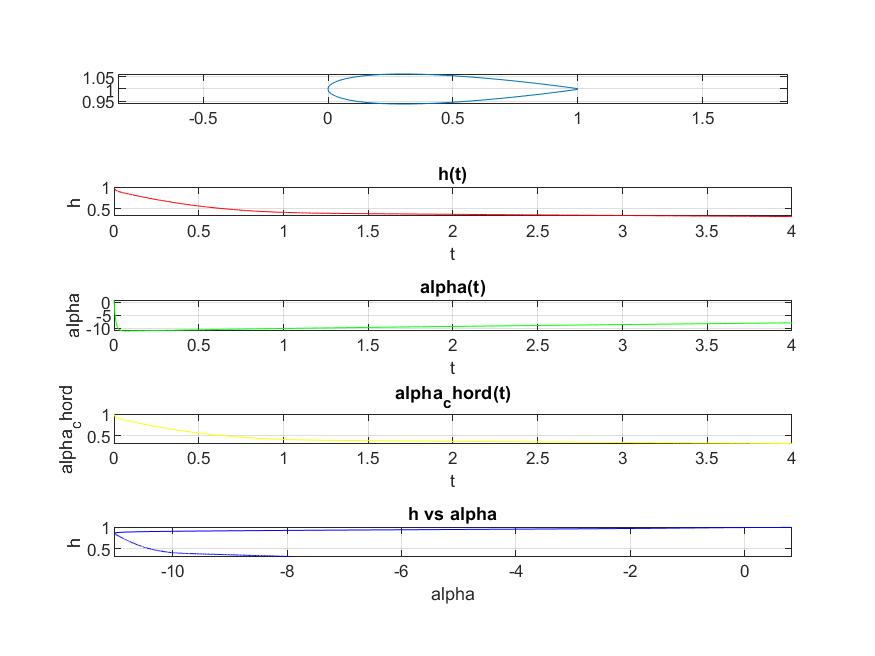 1.05
1
0.95
-0.5 0 0.5 1 1.5
h(t)
1
0.5
h
0 0.5 1 1.5 2 2.5 3 3.5 4
t
alpha(t)
0
-5
-10
alpha
0 0.5 1 1.5 2 2.5 3 3.5 4
t
alpha_chord(t)
1
0.5
alpha_chord
0 0.5 1 1.5 2 2.5 3 3.5 4
t
h vs alpha
1
0.5
h
-10 -8 -6 -4 -2 0
alpha